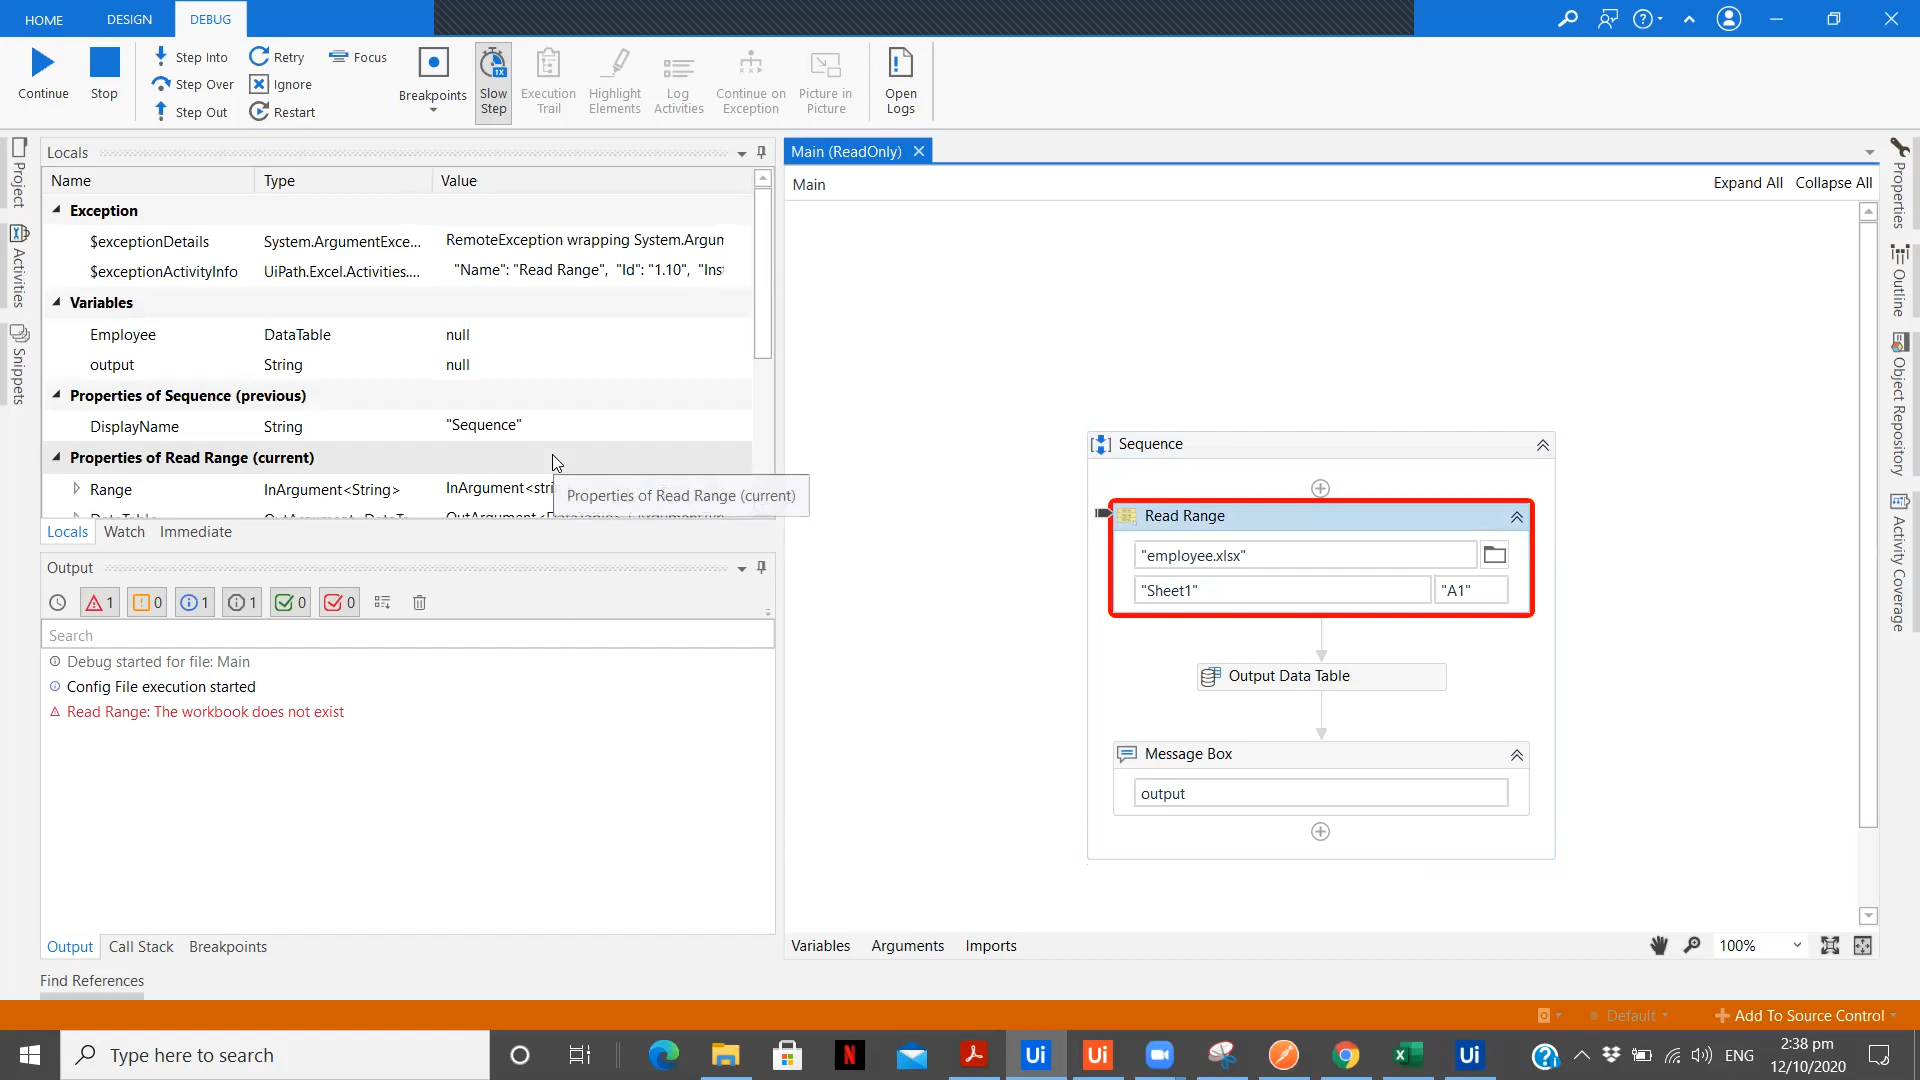 HOME DESIGN DEBUG
Continue
Stop
Step Into
Step Over
Step Out
Retry
Ignore
Restart
Focus
Breakpoints
Slow
Step
Execution
Trail
Highlight
Elements
Log
Activities
Continue on
Exception
Picture in
Picture
Open
Logs
Project
Activities
Snippets
Locals
Name Type Value
Exception
$exceptionDetails System.ArgumentExce... RemoteException wrapping System.Argum
$exceptionActivityInfo UiPath.Excel.Activities.... "Name": "Read Range", "Id": "1.10", "Inst
Variables
Employee DataTable null
output String null
Properties of Sequence (previous)
DisplayName String "Sequence"
Properties of Read Range (current)
Range InArgument<String> InArgument<stri
Properties of Read Range (current)
Locals Watch Immediate
Output
1 0 1 1 0 0
Search
Debug started for file: Main
Config File execution started
Read Range: The workbook does not exist
Output Call Stack Breakpoints
Find References
Main (ReadOnly)
Main
Expand All Collapse All
Sequence
Read Range
"employee.xlsx"
"Sheet1" "A1"
Output Data Table
Message Box
output
Variables Arguments Imports
100%
Properties
Outline
Object Repository
Activity Coverage
Default
Add To Source Control
Type here to search
Ui
Ui
Ui
ENG
2:38 pm
12/10/2020